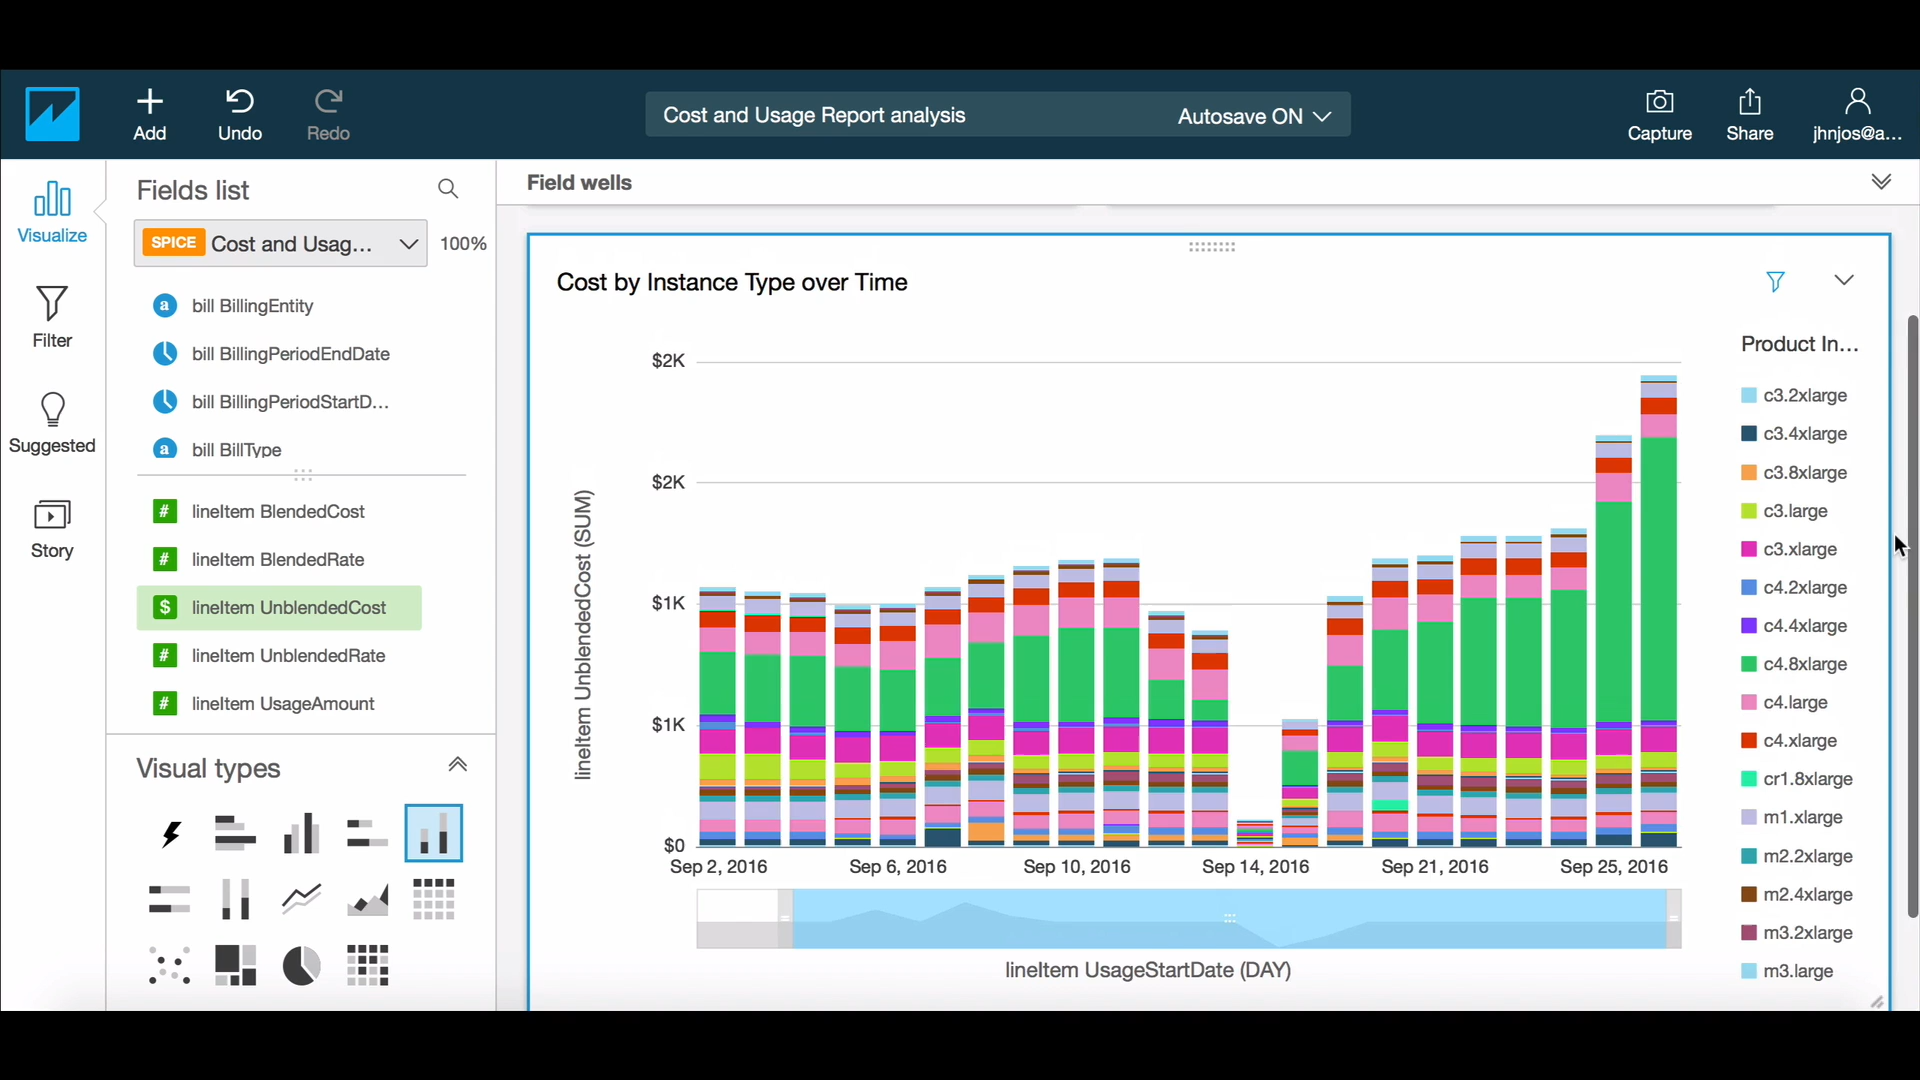 Add
Undo
Redo
Cost and Usage Report analysis
Autosave ON
Capture
Share
jhnjos@a...
Visualize
Filter
Suggested
Story
Fields list
SPICE Cost and Usag... 100%
a bill BillingEntity
bill BillingPeriodEndDate
bill BillingPeriodStartD...
a bill BillType
# lineItem BlendedCost
# lineItem BlendedRate
$ lineItem UnblendedCost
# lineItem UnblendedRate
# lineItem UsageAmount
Visual types
Field wells
Cost by Instance Type over Time
lineItem UnblendedCost (SUM)
$2K
$2K
$1K
$1K
$0
Sep 2, 2016
Sep 6, 2016
Sep 10, 2016
Sep 14, 2016
Sep 21, 2016
Sep 25, 2016
lineItem UsageStartDate (DAY)
Product In...
c3.2xlarge
c3.4xlarge
c3.8xlarge
c3.large
c3.xlarge
c4.2xlarge
c4.4xlarge
c4.8xlarge
c4.large
c4.xlarge
cr1.8xlarge
m1.xlarge
m2.2xlarge
m2.4xlarge
m3.2xlarge
m3.large